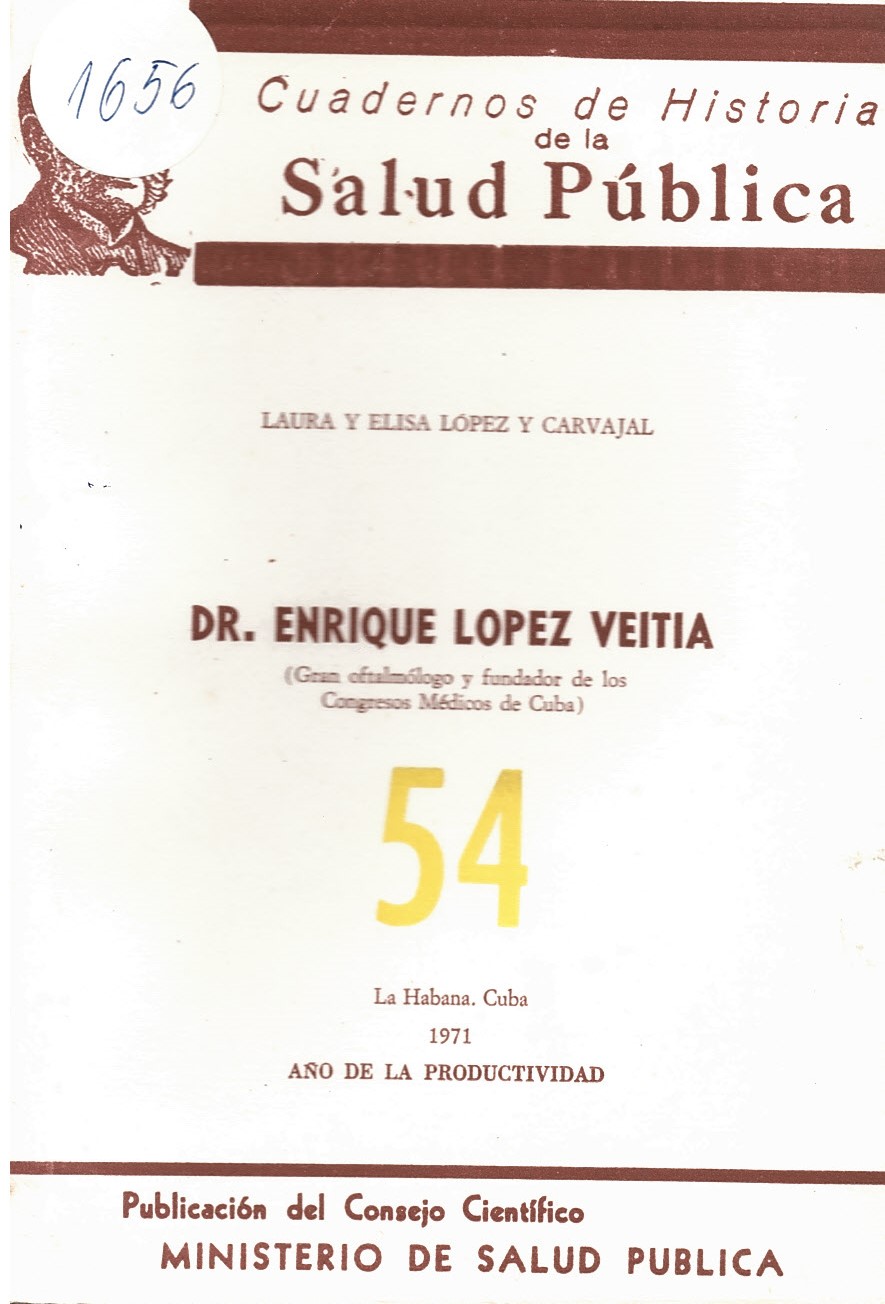 1656
Cuadernos de Historia
de la
Salud Pública
LAURA Y ELISA LÓPEZ Y CARVAJAL
DR. ENRIQUE LOPEZ VEITIA
(Gran oftalmólogo y fundador de los
Congresos Médicos de Cuba)
54
La Habana. Cuba
1971
AÑO DE LA PRODUCTIVIDAD
Publicación del Consejo Científico
MINISTERIO DE SALUD PUBLICA